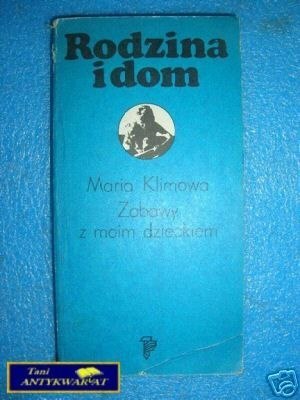 Rodzina
i dom
Maria Klimowa
Zabawy
z moim dzieckiem
Tani
ANTYKWARIAT